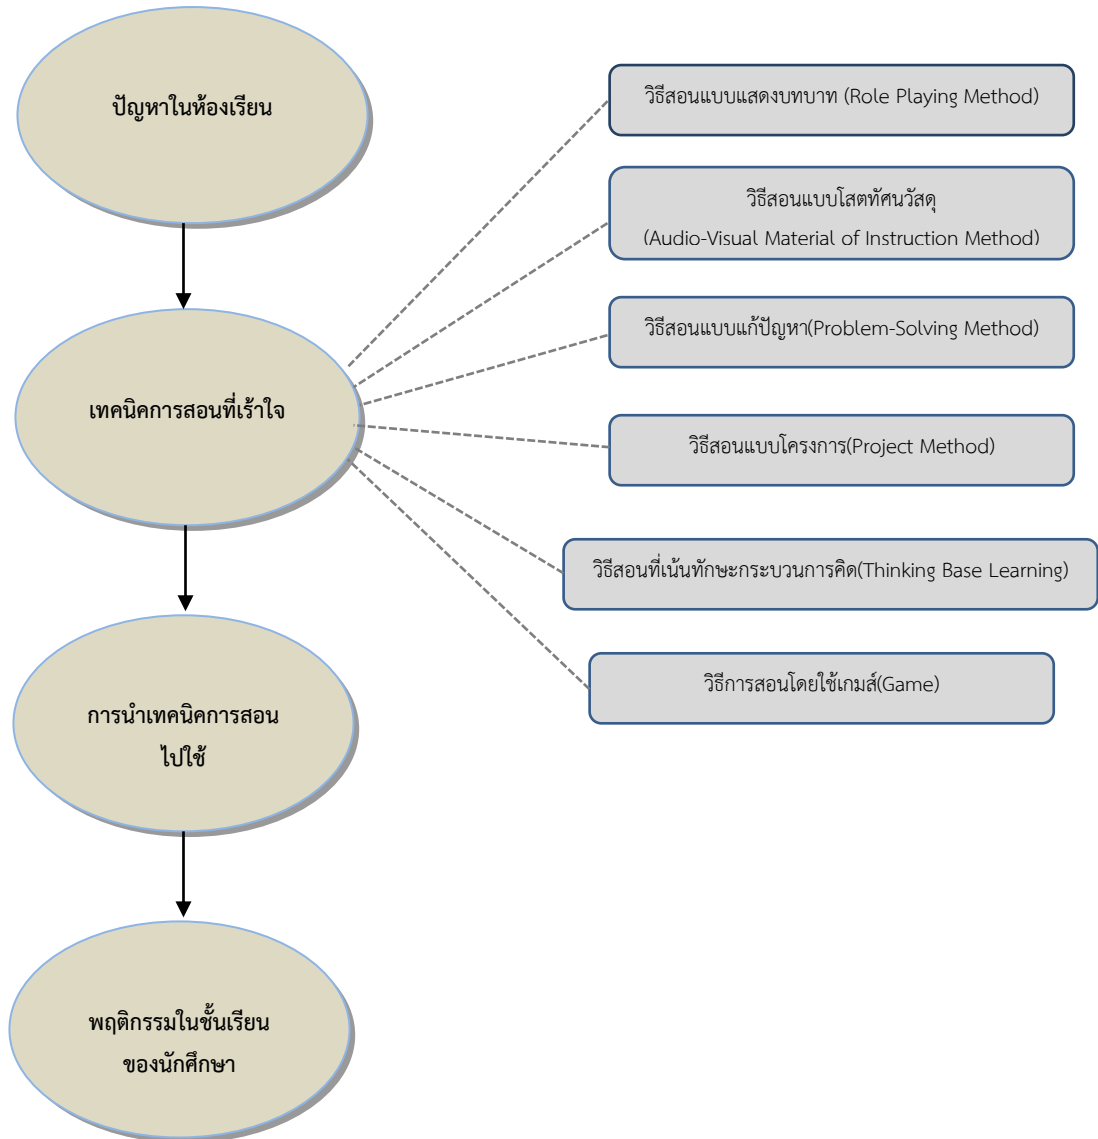 ปัญหาในห้องเรียน
วิธีสอนแบบแสดงบทบาท (Role Playing Method)
วิธีสอนแบบโสตทัศนวัสดุ
(Audio-Visual Material of Instruction Method)
วิธีสอนแบบแก้ปัญหา(Problem-Solving Method)
เทคนิคการสอนที่เร้าใจ
วิธีสอนแบบโครงการ(Project Method)
วิธีสอนที่เน้นทักษะกระบวนการคิด(Thinking Base Learning)
วิธีการสอนโดยใช้เกมส์(Game)
การนำเทคนิคการสอน
ไปใช้
พฤติกรรมในชั้นเรียน
ของนักศึกษา